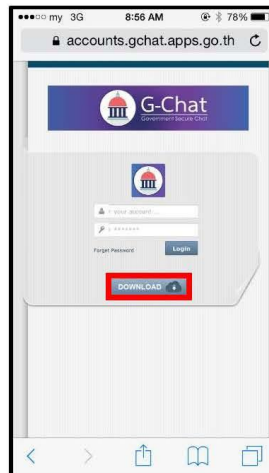 my 3G 8:56 AM 78%
accounts.gchat.apps.go.th
G-Chat
Government Secure Chat
your account ...
Forget Password Login
DOWNLOAD